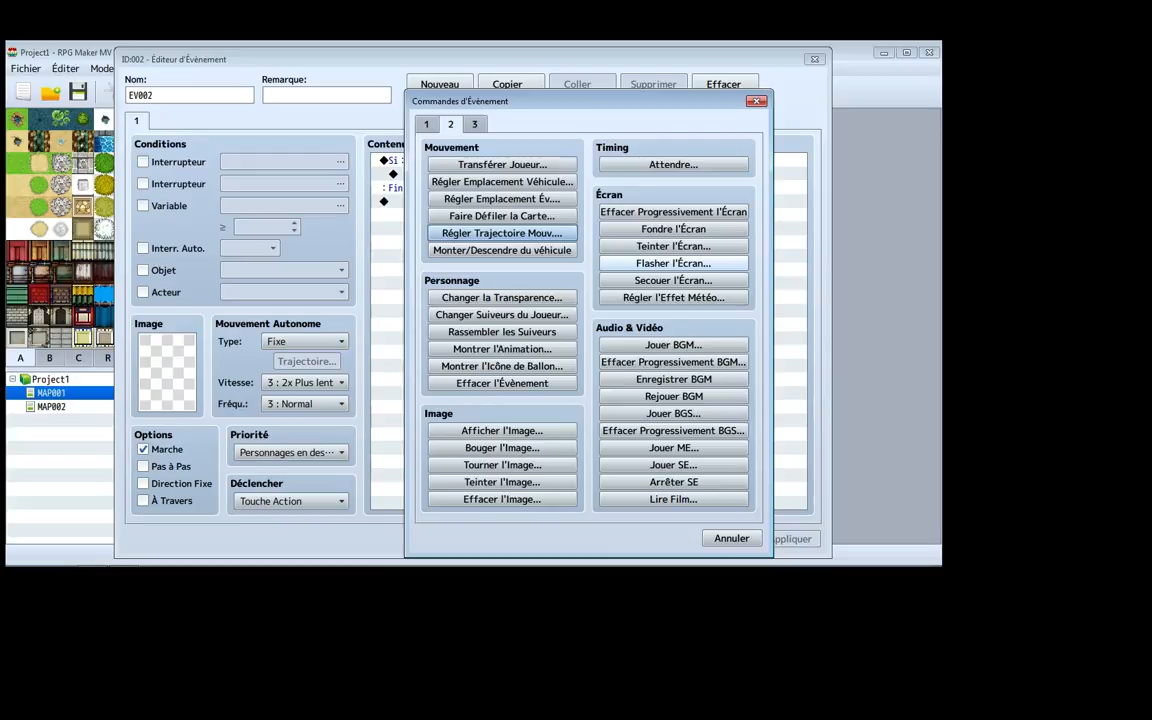 Project1 - RPG Maker MV
ID:002 - Éditeur d'Évènement
Fichier Éditer Mode
Nom:
EV002
Remarque:
Nouveau Copier Coller Supprimer Effacer
1
Conditions
Interrupteur ...
Interrupteur ...
Variable ...
≥
Interr. Auto.
Objet
Acteur
Image
Mouvement Autonome
Type: Fixe
Trajectoire...
Vitesse: 3 : 2x Plus lent
Fréqu.: 3 : Normal
Options
Marche
Pas à Pas
Direction Fixe
À Travers
Priorité
Personnages en des…
Déclencher
Touche Action
Contenu
◆Si :
◆
: Fin
◆
A B C R
Project1
MAP001
MAP002
Commandes d'Évènement
1 2 3
Mouvement
Transférer Joueur...
Régler Emplacement Véhicule...
Régler Emplacement Év....
Faire Défiler la Carte...
Régler Trajectoire Mouv....
Monter/Descendre du véhicule
Personnage
Changer la Transparence...
Changer Suiveurs du Joueur...
Rassembler les Suiveurs
Montrer l'Animation...
Montrer l'Icône de Ballon...
Effacer l'Évènement
Image
Afficher l'Image...
Bouger l'Image...
Tourner l'Image...
Teinter l'Image...
Effacer l'Image...
Timing
Attendre...
Écran
Effacer Progressivement l'Écran
Fondre l'Écran
Teinter l'Écran...
Flasher l'Écran...
Secouer l'Écran...
Régler l'Effet Météo...
Audio & Vidéo
Jouer BGM...
Effacer Progressivement BGM...
Enregistrer BGM
Rejouer BGM
Jouer BGS...
Effacer Progressivement BGS...
Jouer ME...
Jouer SE...
Arrêter SE
Lire Film...
Annuler
ppliquer